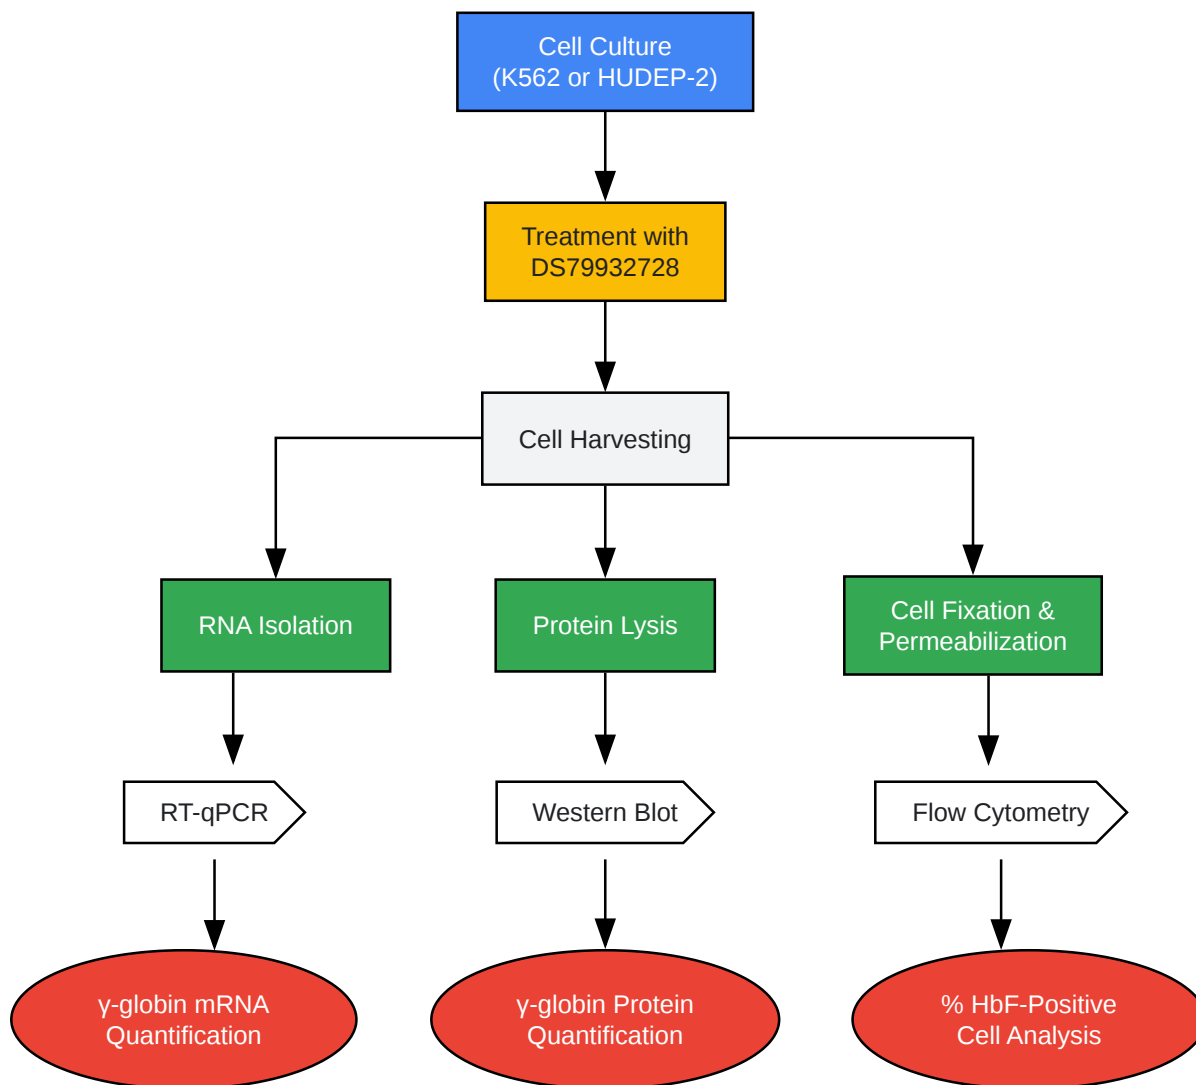 Cell Culture
(K562 or HUDEP-2)
Treatment with
DS79932728
Cell Harvesting
RNA Isolation
Protein Lysis
Cell Fixation &
Permeabilization
RT-qPCR
Western Blot
Flow Cytometry
γ-globin mRNA
Quantification
γ-globin Protein
Quantification
% HbF-Positive
Cell Analysis